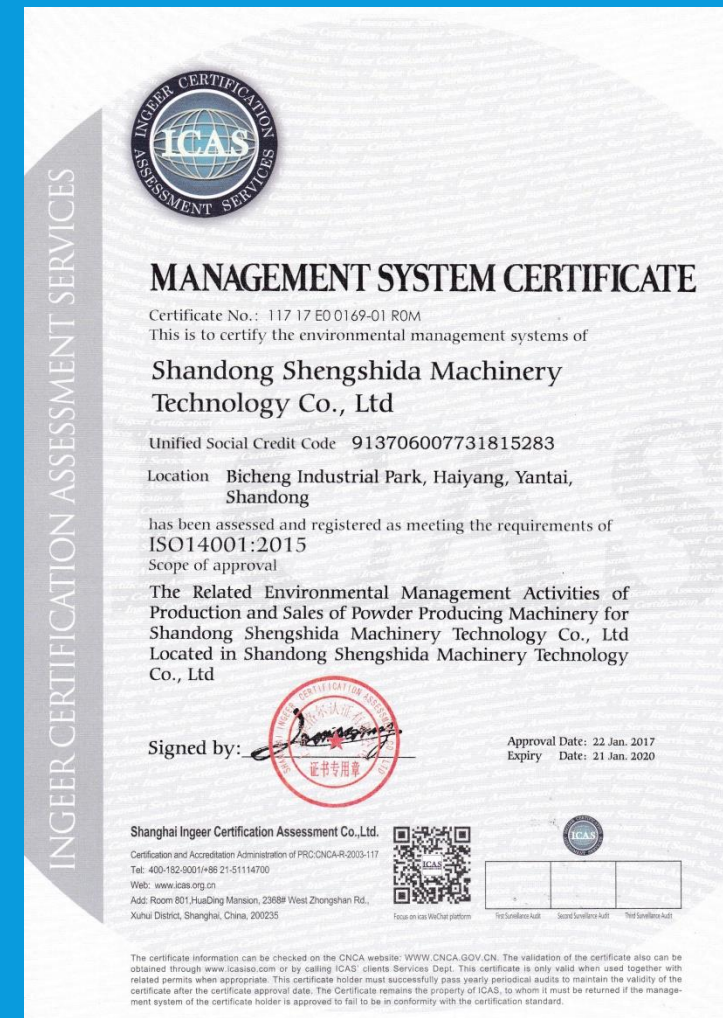 INGEER CERTIFICATION
ASSESSMENT SERVICES
ICAS
INGEER CERTIFICATION ASSESSMENT SERVICES
MANAGEMENT SYSTEM CERTIFICATE
Certificate No.: 117 17 E0 0169-01 R0M
This is to certify the environmental management systems of
Shandong Shengshida Machinery
Technology Co., Ltd
Unified Social Credit Code 913706007731815283
Location Bicheng Industrial Park, Haiyang, Yantai,
Shandong
has been assessed and registered as meeting the requirements of
ISO14001:2015
Scope of approval
The Related Environmental Management Activities of
Production and Sales of Powder Producing Machinery for
Shandong Shengshida Machinery Technology Co., Ltd
Located in Shandong Shengshida Machinery Technology
Co., Ltd
Signed by:
证书专用章
Approval Date: 22 Jan. 2017
Expiry Date: 21 Jan. 2020
Shanghai Ingeer Certification Assessment Co.,Ltd.
Certification and Accreditation Administration of PRC:CNCA-R-2003-117
Tel: 400-182-9001/+86 21-51114700
Web: www.icas.org.cn
Add: Room 801,HuaDing Mansion, 2368# West Zhongshan Rd.,
Xuhui District, Shanghai, China, 200235
ICAS
Focus on icas WeChat platform
ICAS
First Surveillance Audit Second Surveillance Audit Third Surveillance Audit
The certificate information can be checked on the CNCA website: WWW.CNCA.GOV.CN. The validation of the certificate also can be
obtained through www.icasiso.com or by calling ICAS' clients Services Dept. This certificate is only valid when used together with
related permits when appropriate. This certificate holder must successfully pass yearly periodical audits to maintain the validity of the
certificate after the certificate approval date. The Certificate remains the property of ICAS, to whom it must be returned if the manage-
ment system of the certificate holder is approved to fail to be in conformity with the certification standard.